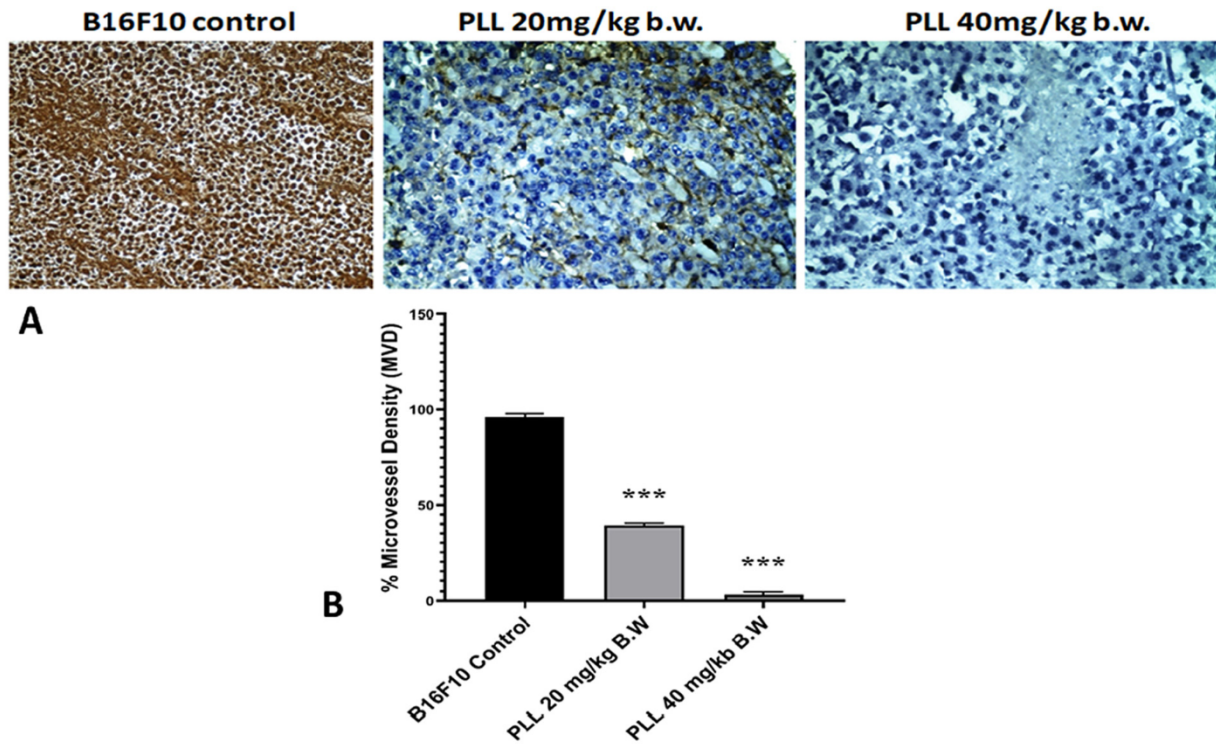 B16F10 control
PLL 20mg/kg b.w.
PLL 40mg/kg b.w.
A
150
100
50
0
% Microvessel Density (MVD)
***
***
B
B16F10 Control
PLL 20 mg/kg B.W
PLL 40 mg/kb B.W